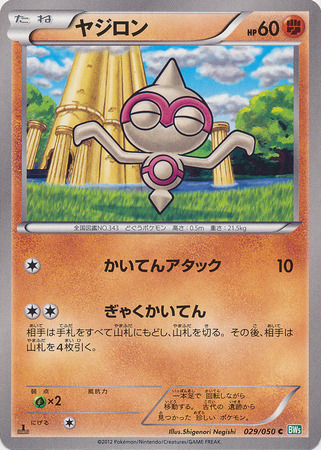 たね
ヤジロン
HP60
全国図鑑NO.343 どぐうポケモン 高さ：0.5m 重さ：21.5kg
かいてんアタック 10
ぎゃくかいてん
相手は手札をすべて山札にもどし、山札を切る。その後、相手は
山札を4枚引く。
弱点 抵抗力
×2
にげる
一本足で 回転しながら
移動する。 古代の 遺跡から
見つかった 珍しい ポケモン。
Illus.Shigenori Negishi
©2012 Pokémon/Nintendo/Creatures/GAME FREAK.
029/050 C BW5